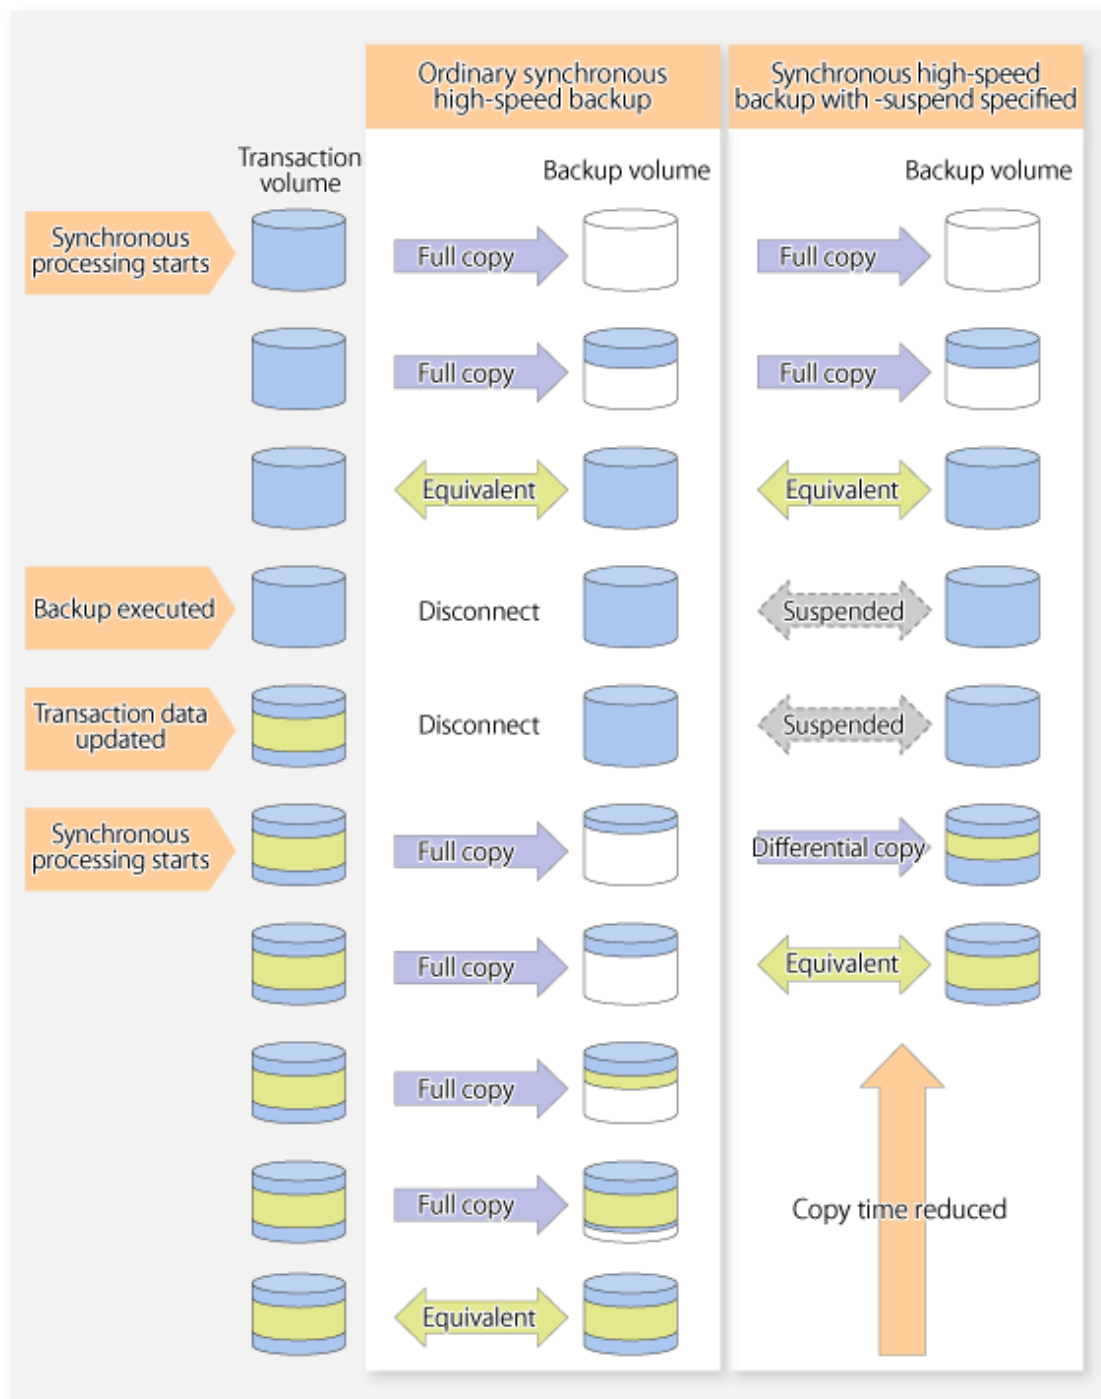 Ordinary synchronous
high-speed backup
Synchronous high-speed
backup with -suspend specified
Transaction
volume
Backup volume
Backup volume
Synchronous
processing starts
Full copy
Full copy
Full copy
Full copy
Equivalent
Equivalent
Backup executed
Disconnect
Suspended
Transaction data
updated
Disconnect
Suspended
Synchronous
processing starts
Full copy
Differential copy
Full copy
Equivalent
Full copy
Full copy
Copy time reduced
Equivalent